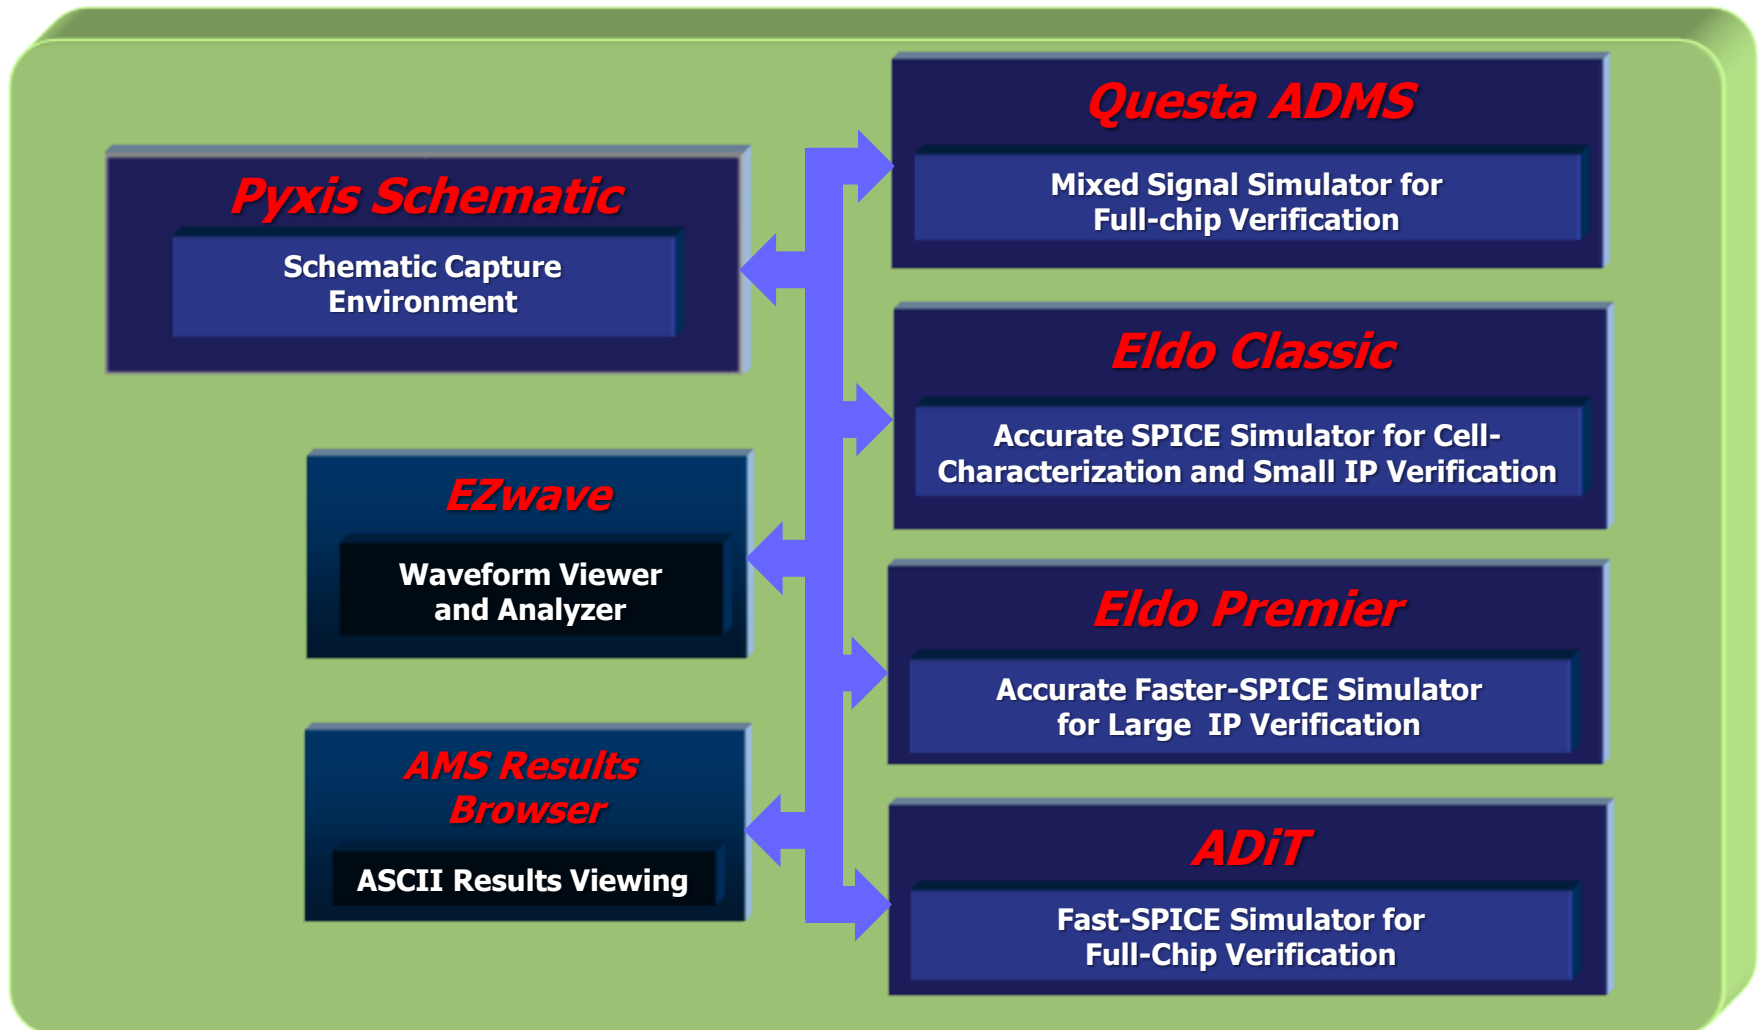 Pyxis Schematic
Schematic Capture
Environment
EZwave
Waveform Viewer
and Analyzer
AMS Results
Browser
ASCII Results Viewing
Questa ADMS
Mixed Signal Simulator for
Full-chip Verification
Eldo Classic
Accurate SPICE Simulator for Cell-
Characterization and Small IP Verification
Eldo Premier
Accurate Faster-SPICE Simulator
for Large IP Verification
ADiT
Fast-SPICE Simulator for
Full-Chip Verification